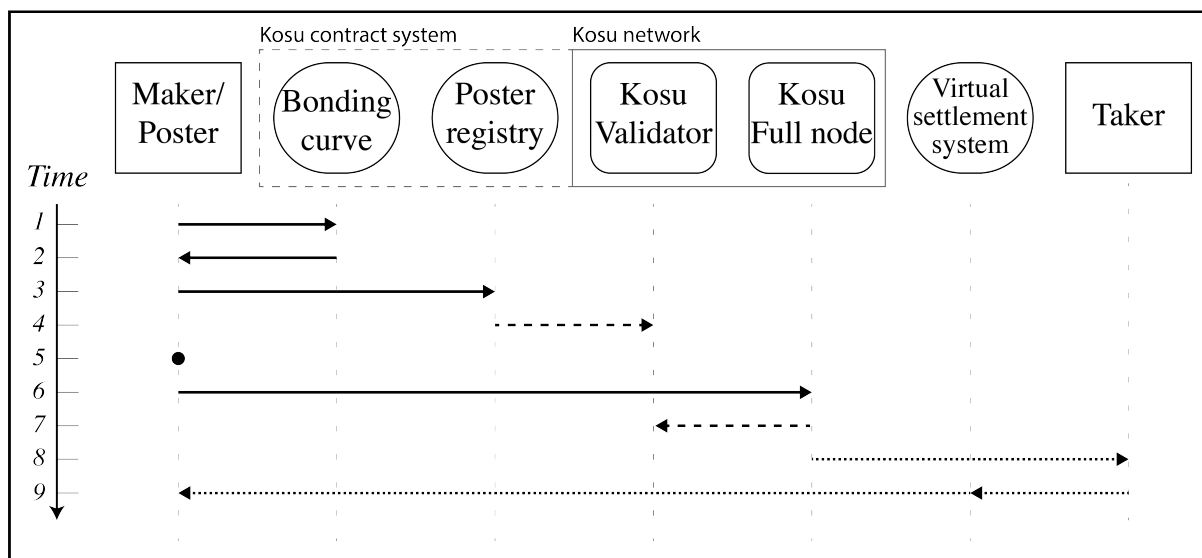 Kosu contract system
Kosu network
Maker/
Poster
Bonding
curve
Poster
registry
Kosu
Validator
Kosu
Full node
Virtual
settlement
system
Taker
Time
1
2
3
4
5
6
7
8
9